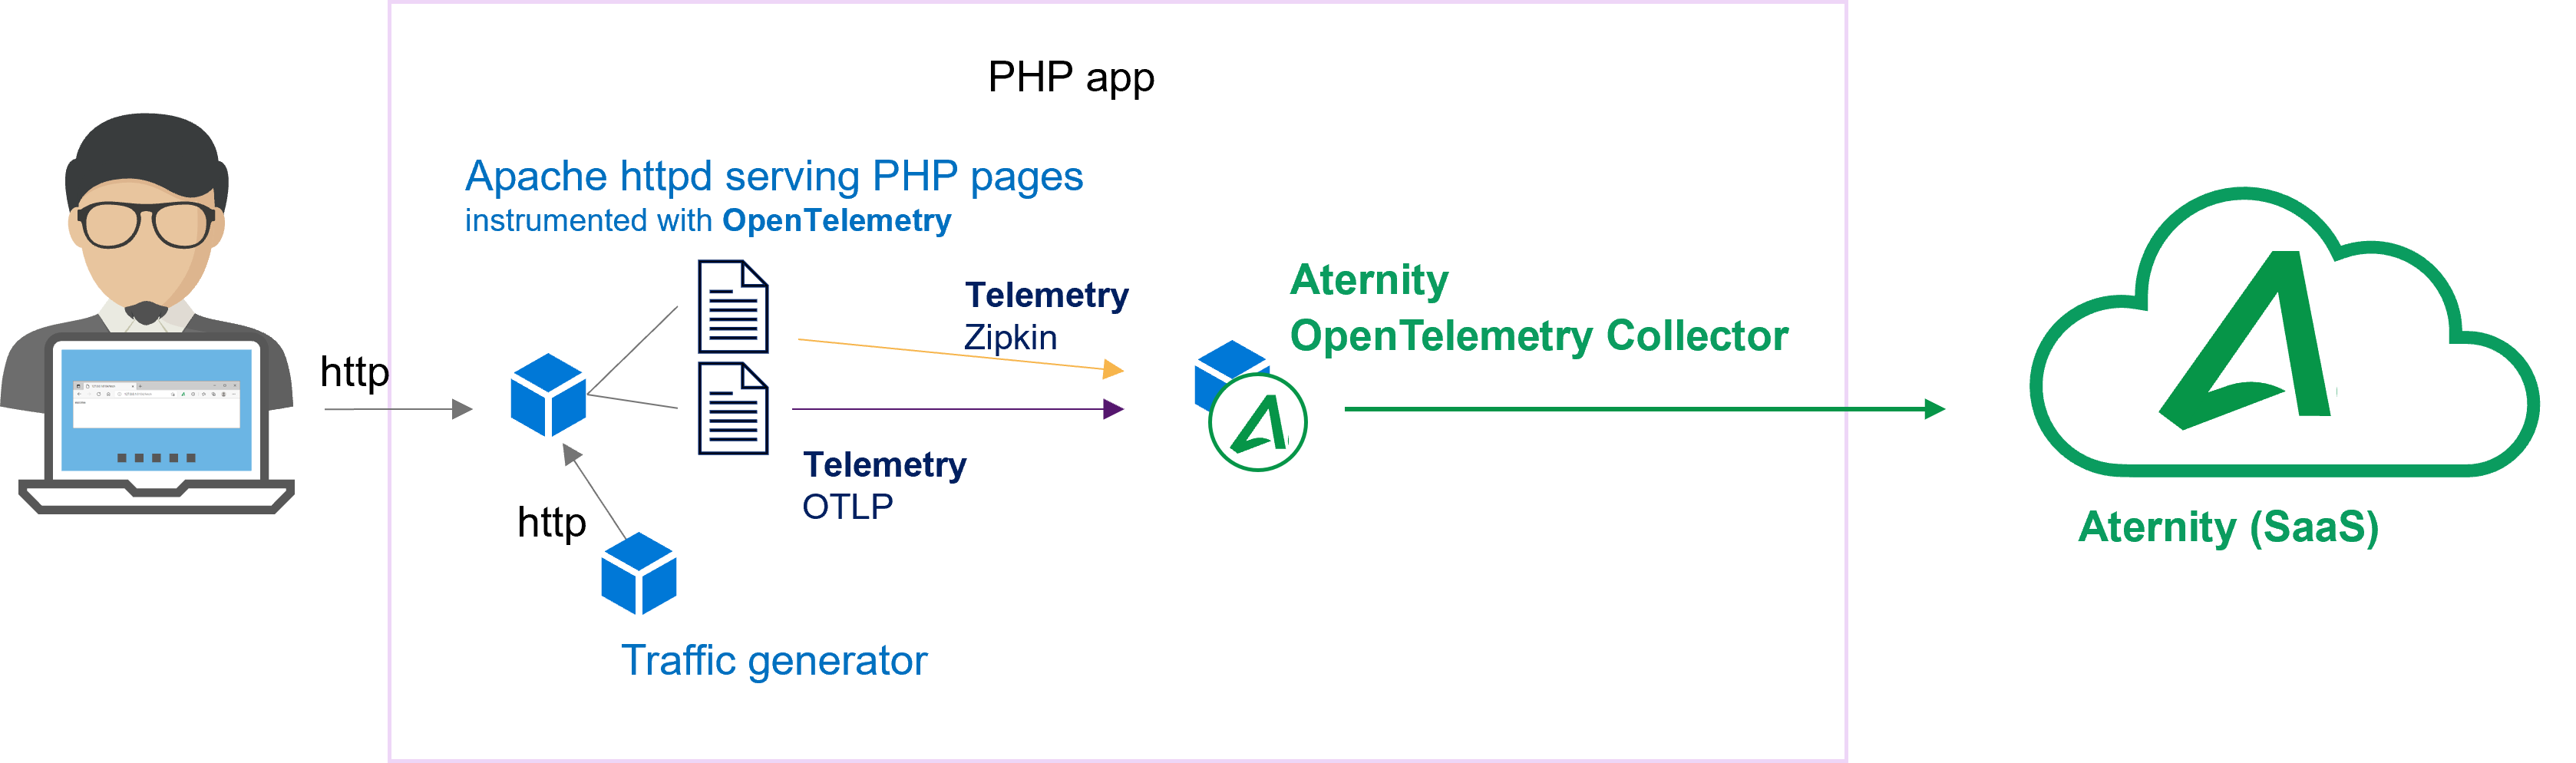 PHP app
Apache httpd serving PHP pages
instrumented with OpenTelemetry
Telemetry
Zipkin
Aternity
OpenTelemetry Collector
http
Telemetry
OTLP
http
Traffic generator
Aternity (SaaS)